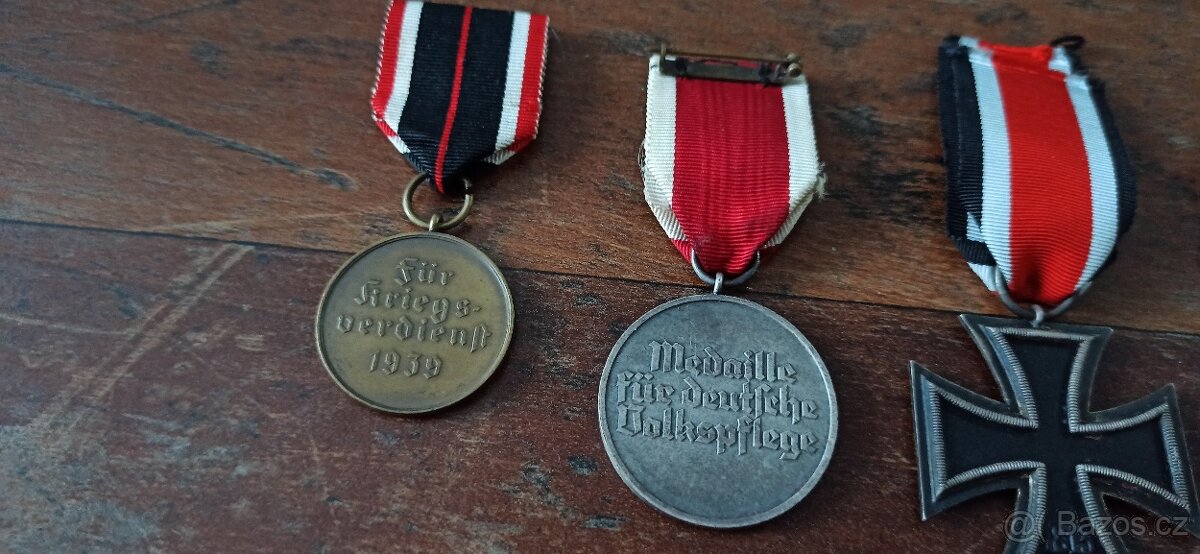 Für
Kriegs-
verdienst
1939
Medaille
für deutsche
Volkspflege
@ Bazos.cz